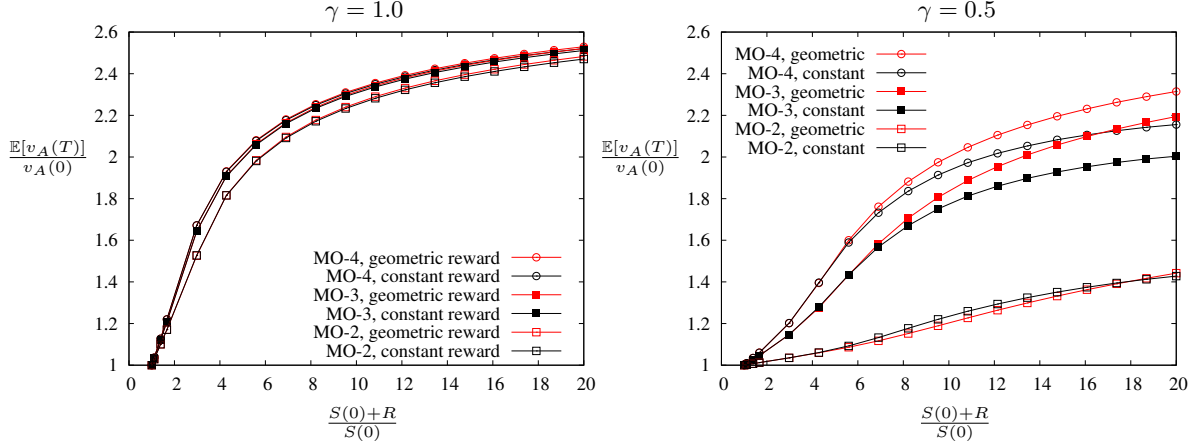 γ = 1.0
2.6
2.4
2.2
2
1.8
1.6
1.4
1.2
1
𝔼[v_A(T)]
v_A(0)
MO-4, geometric reward
MO-4, constant reward
MO-3, geometric reward
MO-3, constant reward
MO-2, geometric reward
MO-2, constant reward
0 2 4 6 8 10 12 14 16 18 20
S(0)+R
S(0)
γ = 0.5
2.6
2.4
2.2
2
1.8
1.6
1.4
1.2
1
𝔼[v_A(T)]
v_A(0)
MO-4, geometric
MO-4, constant
MO-3, geometric
MO-3, constant
MO-2, geometric
MO-2, constant
0 2 4 6 8 10 12 14 16 18 20
S(0)+R
S(0)